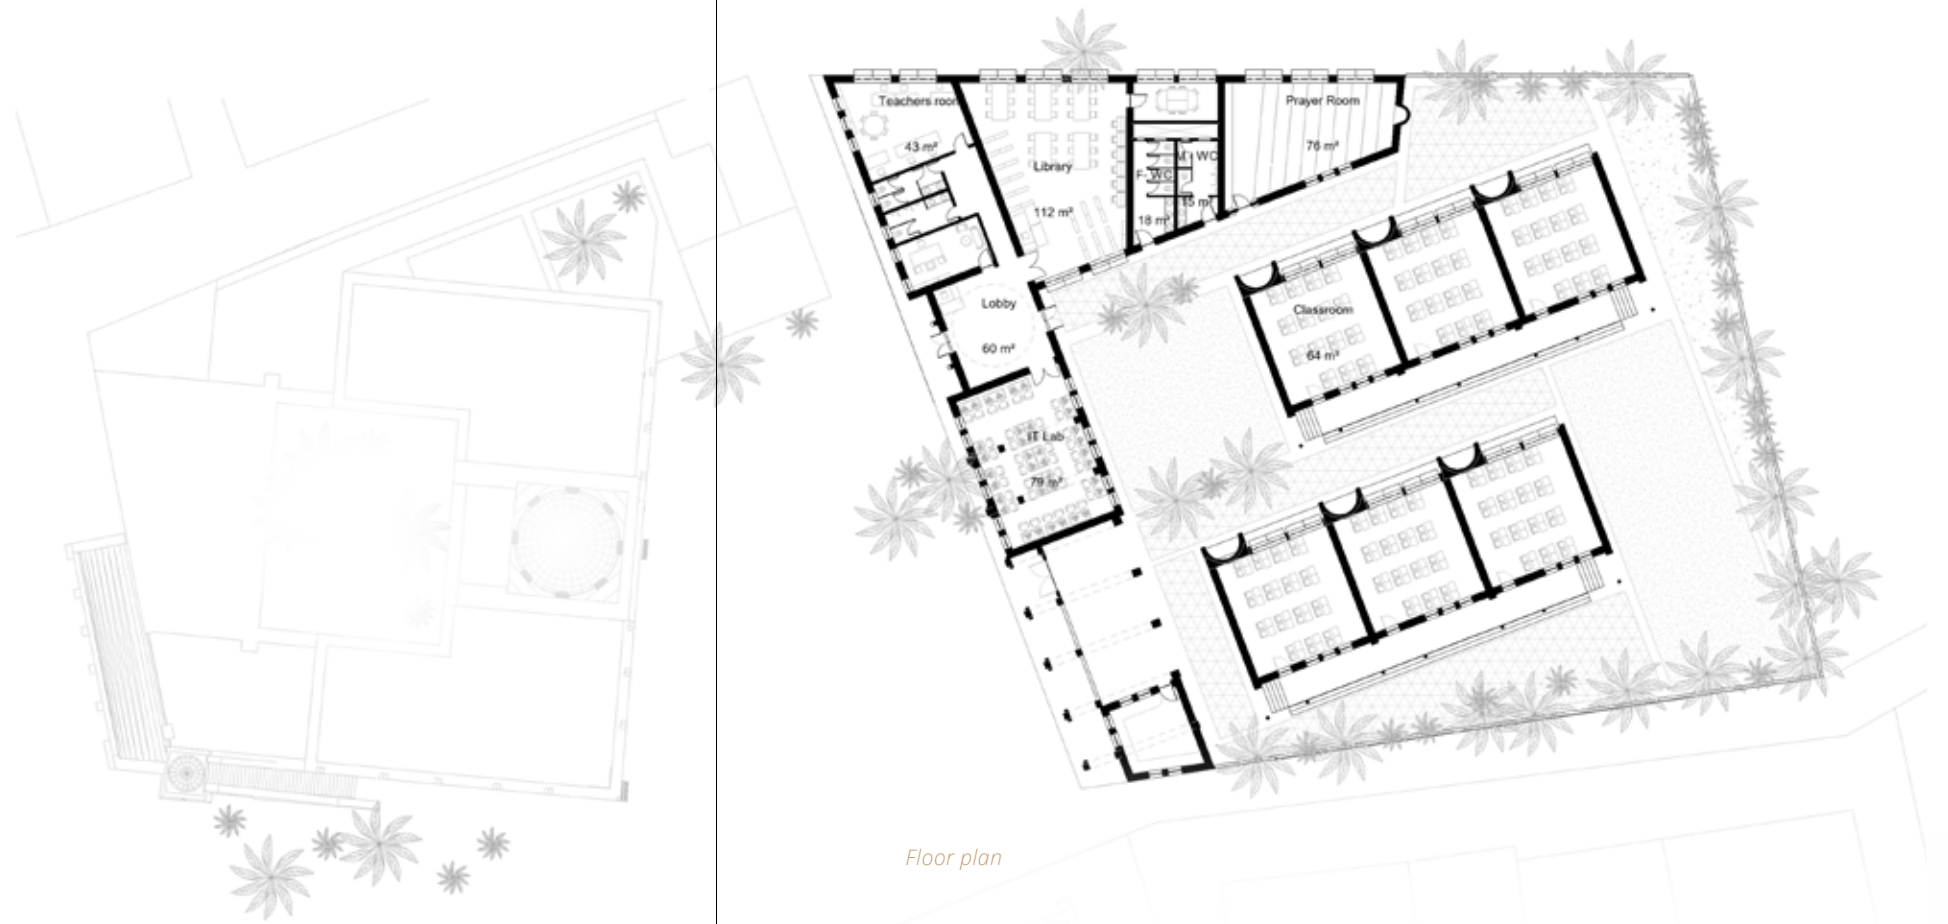 Teachers room
43 m²
Library
112 m²
F- WC
18 m²
M - WC
15 m²
Prayer Room
76 m²
Lobby
60 m²
Classroom
64 m²
IT Lab
79 m²
Floor plan